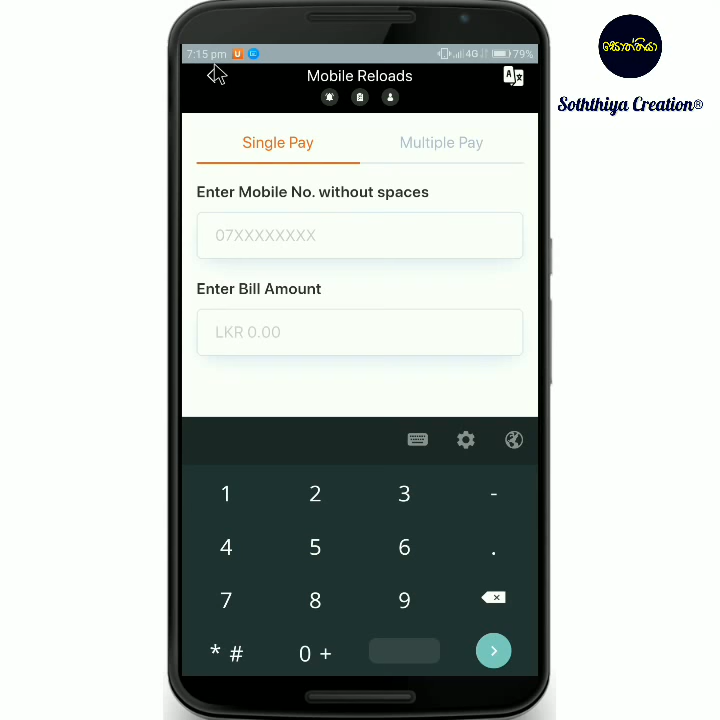 සොත්තියා
Soththiya Creation®
7:15 pm
4G
79%
Mobile Reloads
Single Pay
Multiple Pay
Enter Mobile No. without spaces
07XXXXXXXX
Enter Bill Amount
LKR 0.00
1 2 3 -
4 5 6 .
7 8 9
* # 0 +